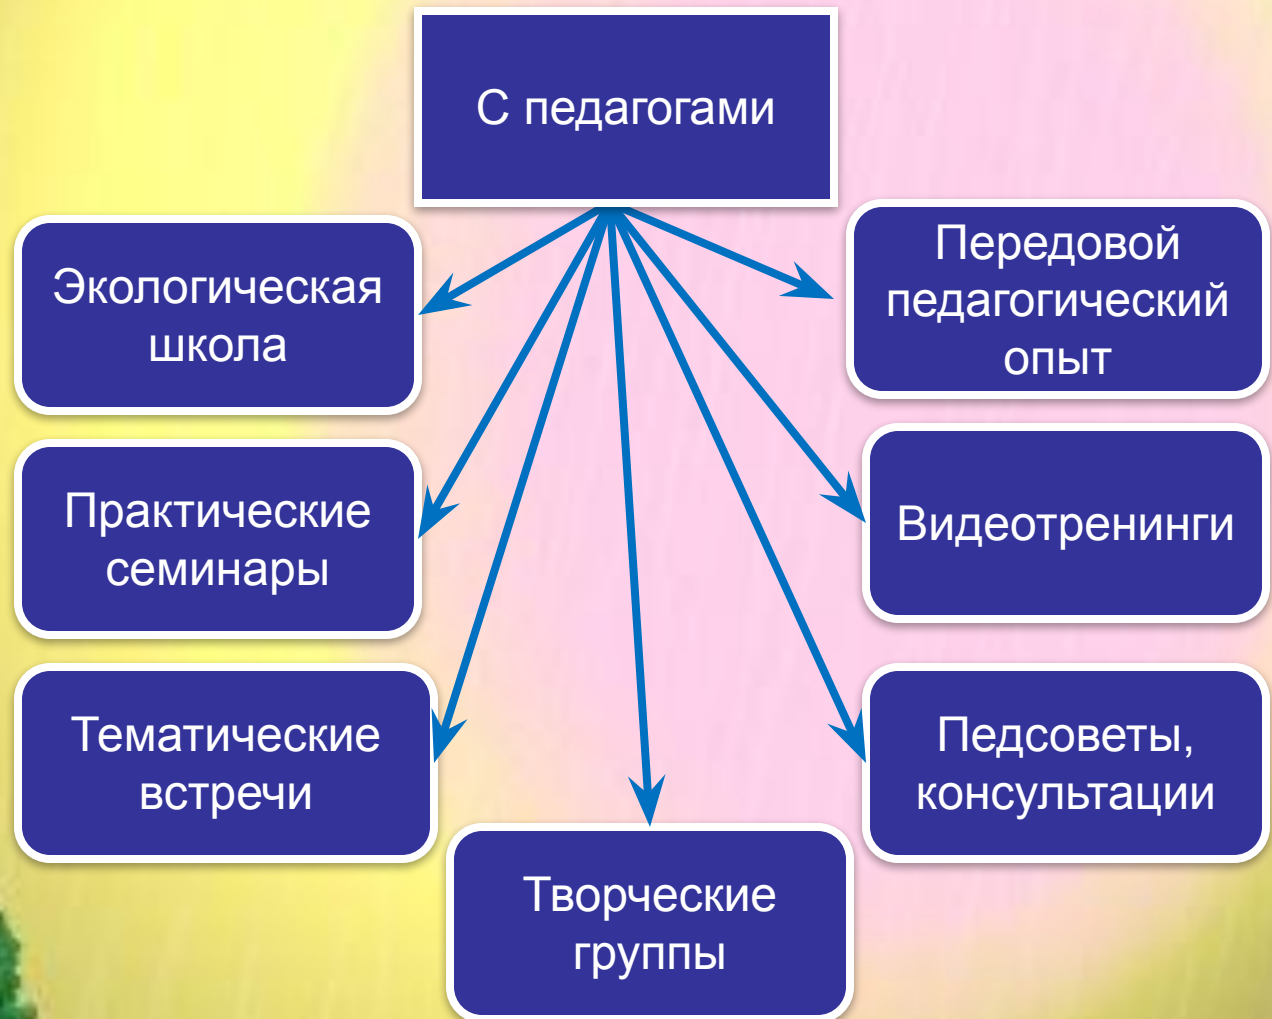 С педагогами
Экологическая
школа
Передовой
педагогический
опыт
Практические
семинары
Видеотренинги
Тематические
встречи
Педсоветы,
консультации
Творческие
группы